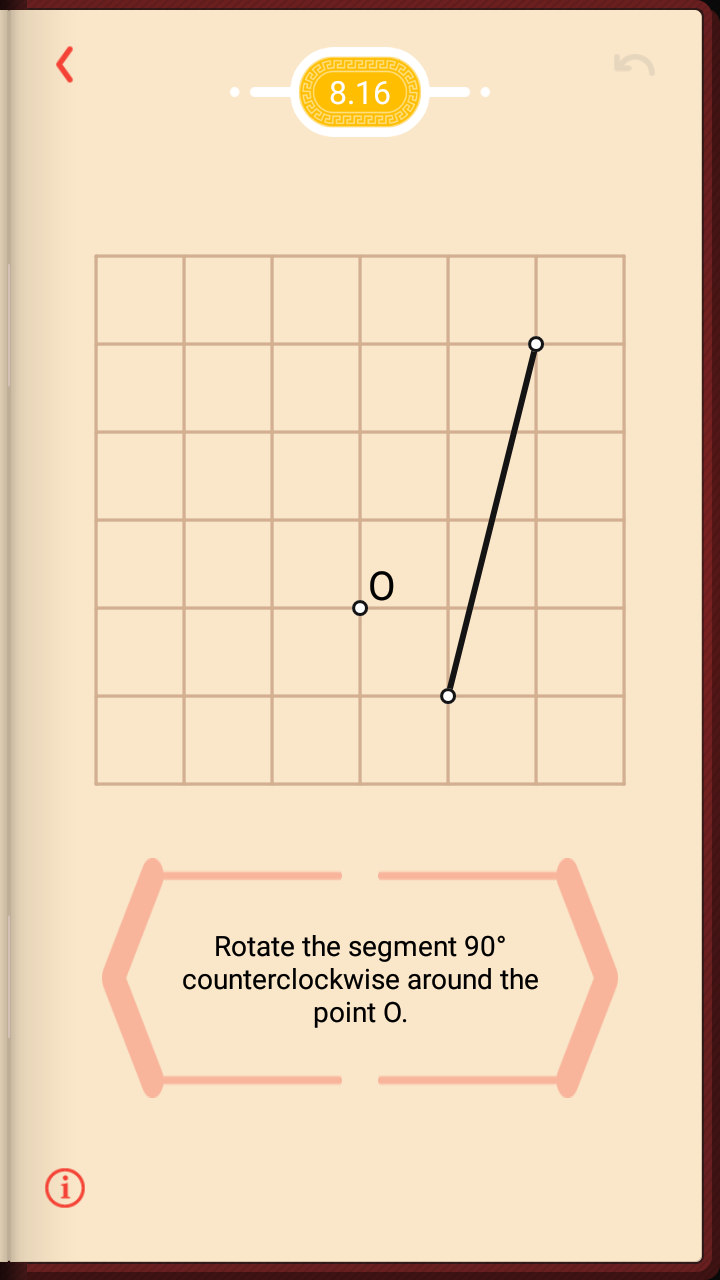 8.16
O
Rotate the segment 90°
counterclockwise around the
point O.
i